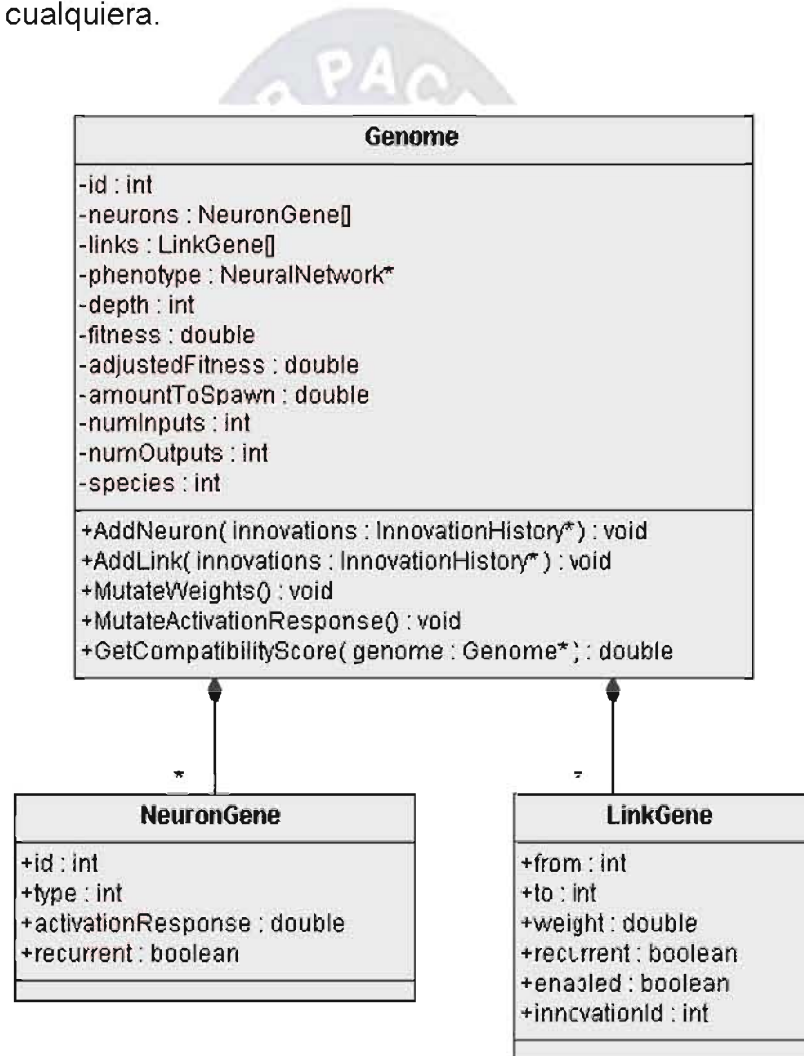 cualquiera.
R PAC
Genome
-id : int
-neurons : NeuronGene[]
-links : LinkGene[]
-phenotype : NeuralNetwork*
-depth : int
-fitness : double
-adjustedFitness : double
-amountToSpawn : double
-numInputs : int
-numOutputs : int
-species : int
+AddNeuron( innovations : InnovationHistory* ) : void
+AddLink( innovations : InnovationHistory* ) : void
+MutateWeights() : void
+MutateActivationResponse() : void
+GetCompatibilityScore( genome : Genome* ) : double
* *
NeuronGene
+id : int
+type : int
+activationResponse : double
+recurrent : boolean
LinkGene
+from : int
+to : int
+weight : double
+recurrent : boolean
+enabled : boolean
+innovationId : int